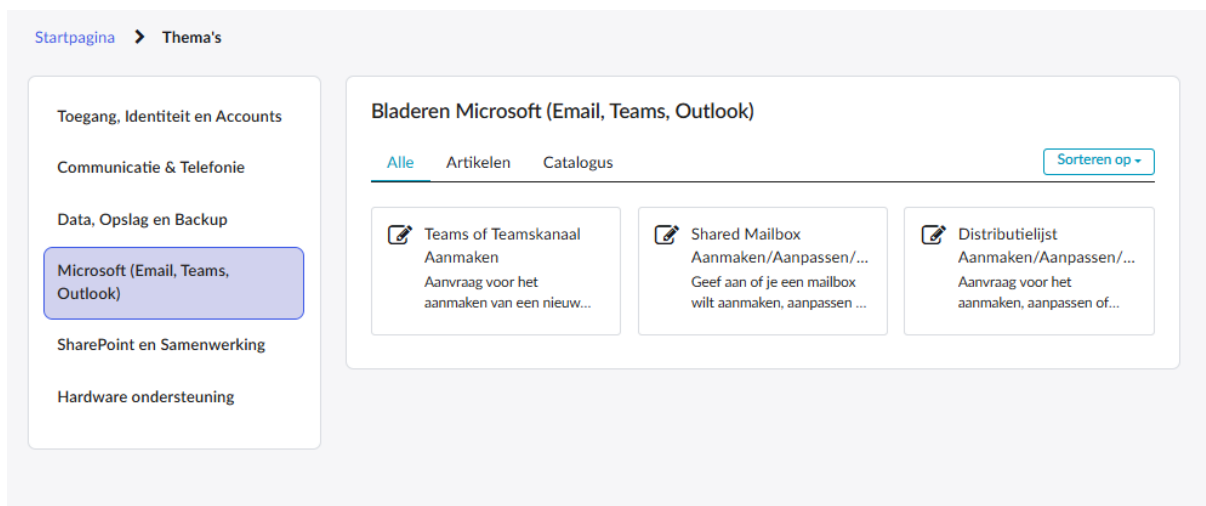 Startpagina > Thema's
Toegang, Identiteit en Accounts
Communicatie & Telefonie
Data, Opslag en Backup
Microsoft (Email, Teams,
Outlook)
SharePoint en Samenwerking
Hardware ondersteuning
Bladeren Microsoft (Email, Teams, Outlook)
Alle Artikelen Catalogus
Sorteren op
Teams of Teamskanaal
Aanmaken
Aanvraag voor het
aanmaken van een nieuw...
Shared Mailbox
Aanmaken/Aanpassen/...
Geef aan of je een mailbox
wilt aanmaken, aanpassen ...
Distributielijst
Aanmaken/Aanpassen/...
Aanvraag voor het
aanmaken, aanpassen of...